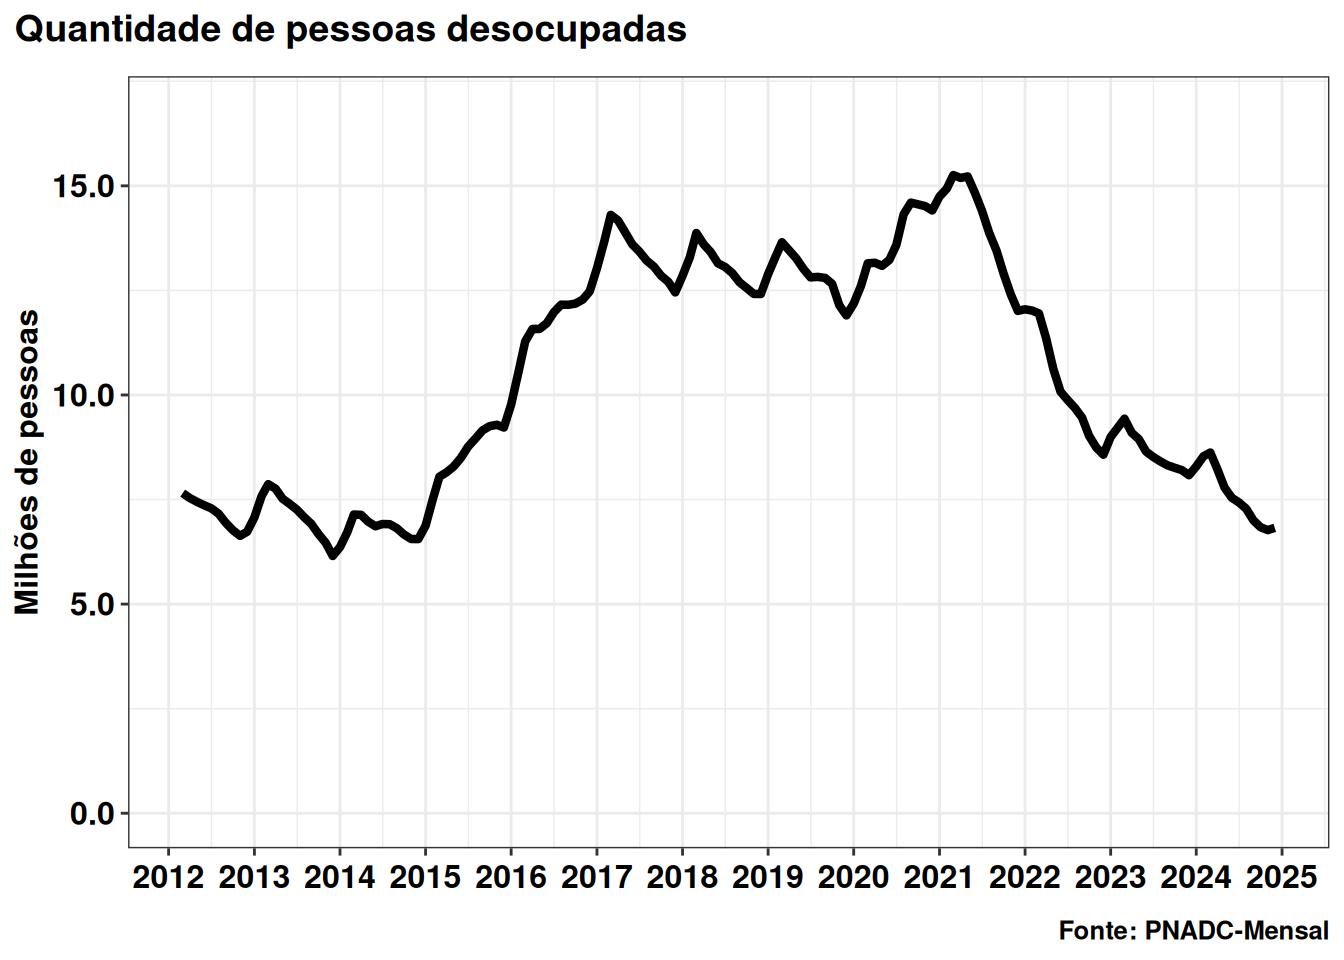 Quantidade de pessoas desocupadas
Milhões de pessoas
15.0
10.0
5.0
0.0
2012 2013 2014 2015 2016 2017 2018 2019 2020 2021 2022 2023 2024 2025
Fonte: PNADC-Mensal